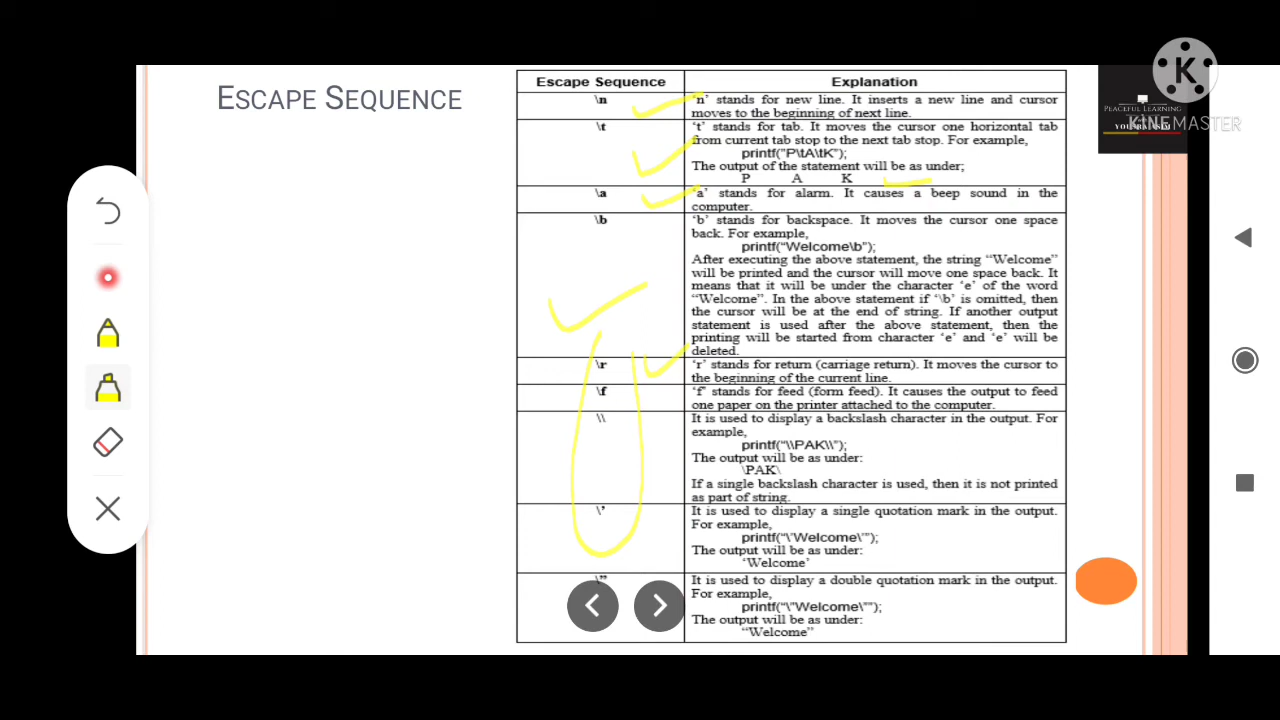 ESCAPE SEQUENCE
Escape Sequence Explanation
\n 'n' stands for new line. It inserts a new line and cursor
moves to the beginning of next line.
\t 't' stands for tab. It moves the cursor one horizontal tab
from current tab stop to the next tab stop. For example,
printf("P\tA\tK");
The output of the statement will be as under;
P A K
\a 'a' stands for alarm. It causes a beep sound in the
computer.
\b 'b' stands for backspace. It moves the cursor one space
back. For example,
printf("Welcome\b");
After executing the above statement, the string "Welcome"
will be printed and the cursor will move one space back. It
means that it will be under the character 'e' of the word
"Welcome". In the above statement if '\b' is omitted, then
the cursor will be at the end of string. If another output
statement is used after the above statement, then the
printing will be started from character 'e' and 'e' will be
deleted.
\r 'r' stands for return (carriage return). It moves the cursor to
the beginning of the current line.
\f 'f' stands for feed (form feed). It causes the output to feed
one paper on the printer attached to the computer.
\\ It is used to display a backslash character in the output. For
example,
printf("\\PAK\\");
The output will be as under:
\PAK\
If a single backslash character is used, then it is not printed
as part of string.
\' It is used to display a single quotation mark in the output.
For example,
printf("\'Welcome\'");
The output will be as under:
'Welcome'
\" It is used to display a double quotation mark in the output.
For example,
printf("\"Welcome\"");
The output will be as under:
"Welcome"
K
PEACEFUL LEARNING
KINEMASTER